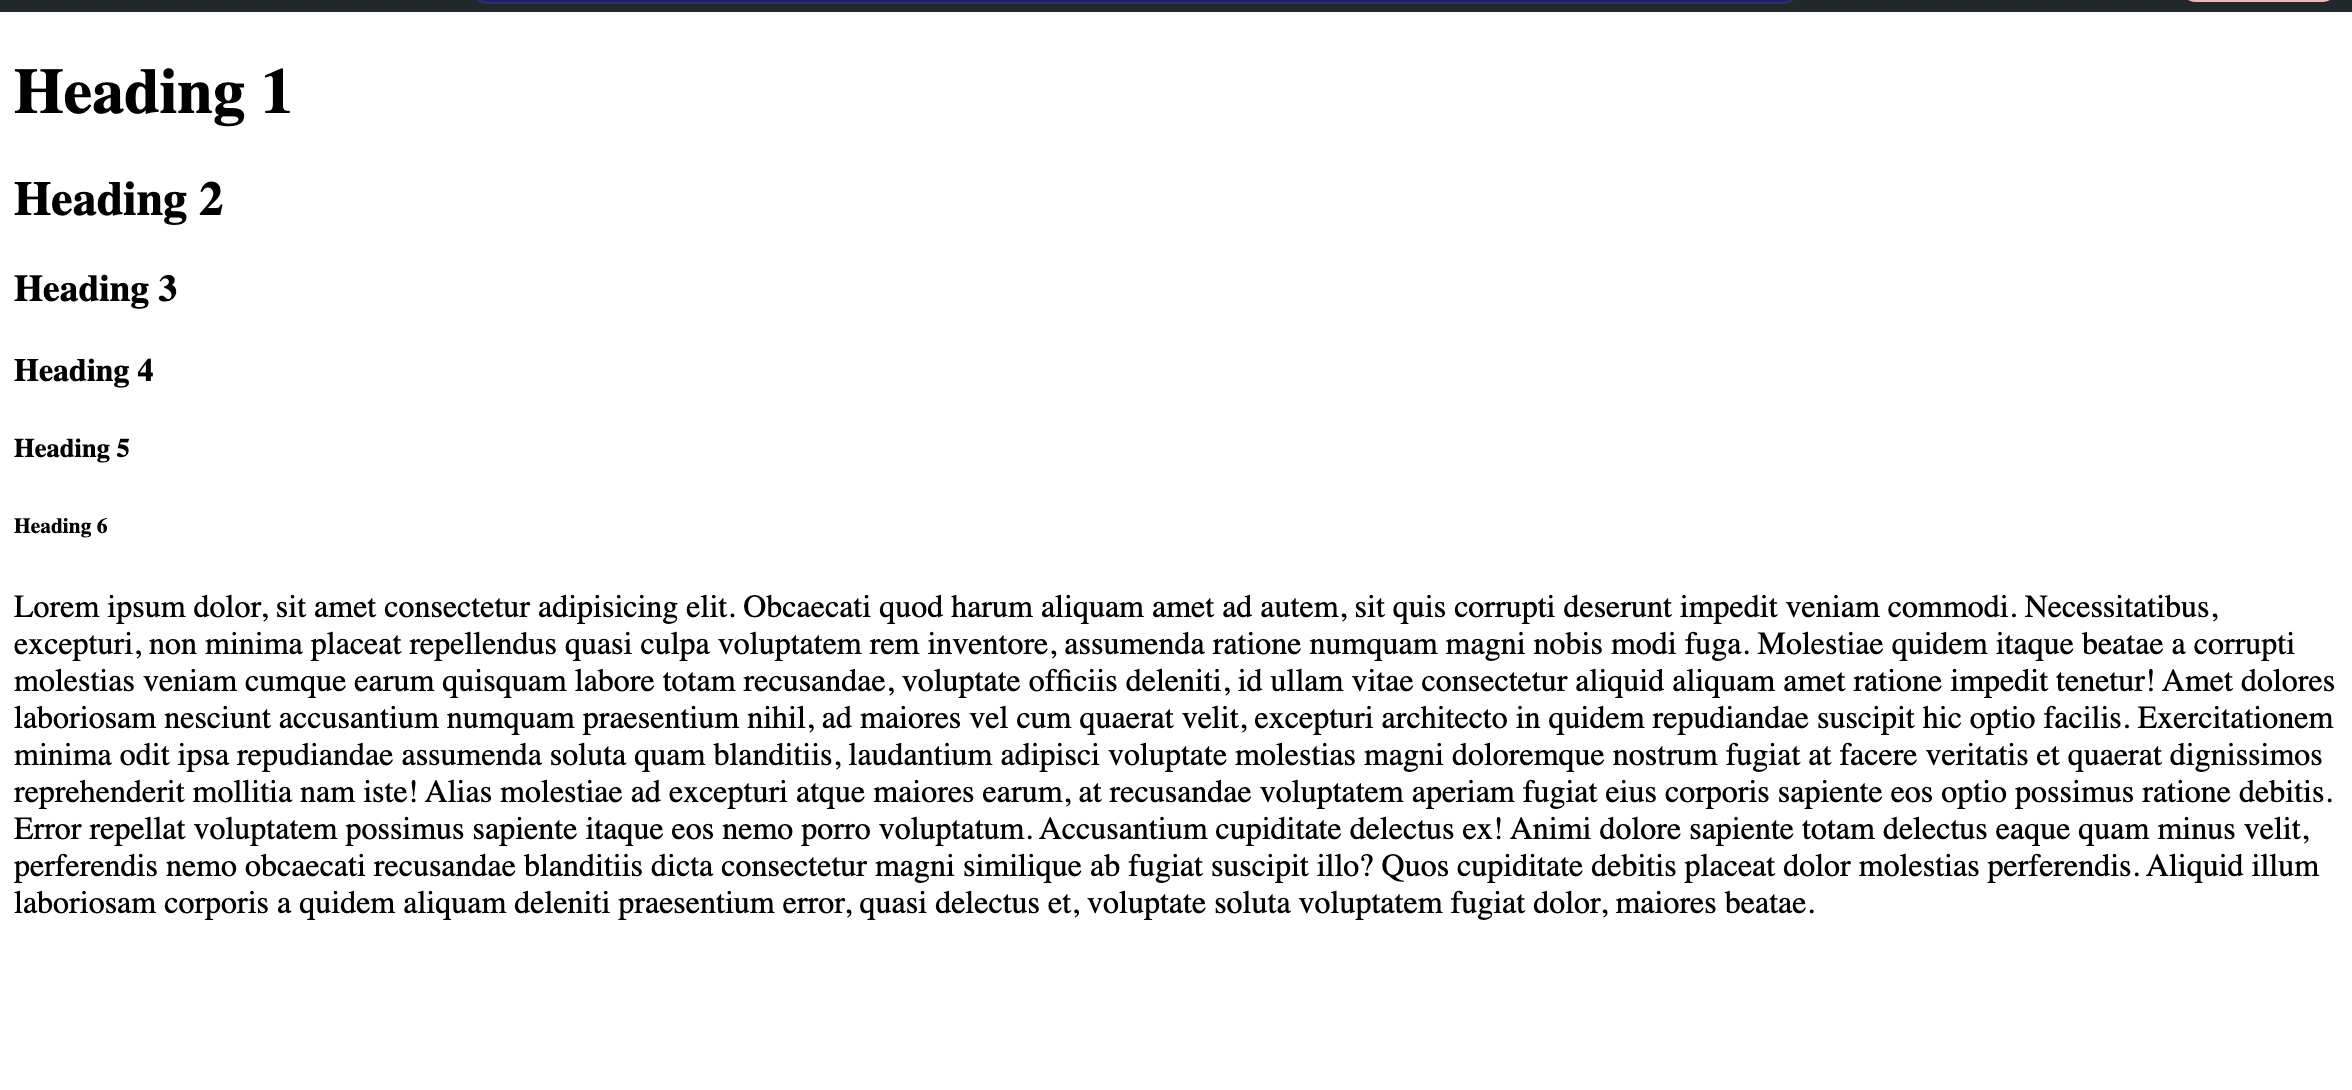 Heading 1
Heading 2
Heading 3
Heading 4
Heading 5
Heading 6
Lorem ipsum dolor, sit amet consectetur adipisicing elit. Obcaecati quod harum aliquam amet ad autem, sit quis corrupti deserunt impedit veniam commodi. Necessitatibus,
excepturi, non minima placeat repellendus quasi culpa voluptatem rem inventore, assumenda ratione numquam magni nobis modi fuga. Molestiae quidem itaque beatae a corrupti
molestias veniam cumque earum quisquam labore totam recusandae, voluptate officiis deleniti, id ullam vitae consectetur aliquid aliquam amet ratione impedit tenetur! Amet dolores
laboriosam nesciunt accusantium numquam praesentium nihil, ad maiores vel cum quaerat velit, excepturi architecto in quidem repudiandae suscipit hic optio facilis. Exercitationem
minima odit ipsa repudiandae assumenda soluta quam blanditiis, laudantium adipisci voluptate molestias magni doloremque nostrum fugiat at facere veritatis et quaerat dignissimos
reprehenderit mollitia nam iste! Alias molestiae ad excepturi atque maiores earum, at recusandae voluptatem aperiam fugiat eius corporis sapiente eos optio possimus ratione debitis.
Error repellat voluptatem possimus sapiente itaque eos nemo porro voluptatum. Accusantium cupiditate delectus ex! Animi dolore sapiente totam delectus eaque quam minus velit,
perferendis nemo obcaecati recusandae blanditiis dicta consectetur magni similique ab fugiat suscipit illo? Quos cupiditate debitis placeat dolor molestias perferendis. Aliquid illum
laboriosam corporis a quidem aliquam deleniti praesentium error, quasi delectus et, voluptate soluta voluptatem fugiat dolor, maiores beatae.